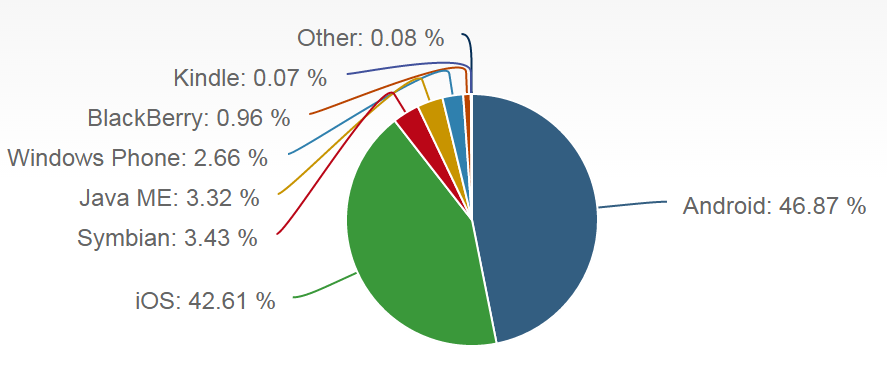 Other: 0.08 %
Kindle: 0.07 %
BlackBerry: 0.96 %
Windows Phone: 2.66 %
Java ME: 3.32 %
Android: 46.87 %
Symbian: 3.43 %
iOS: 42.61 %